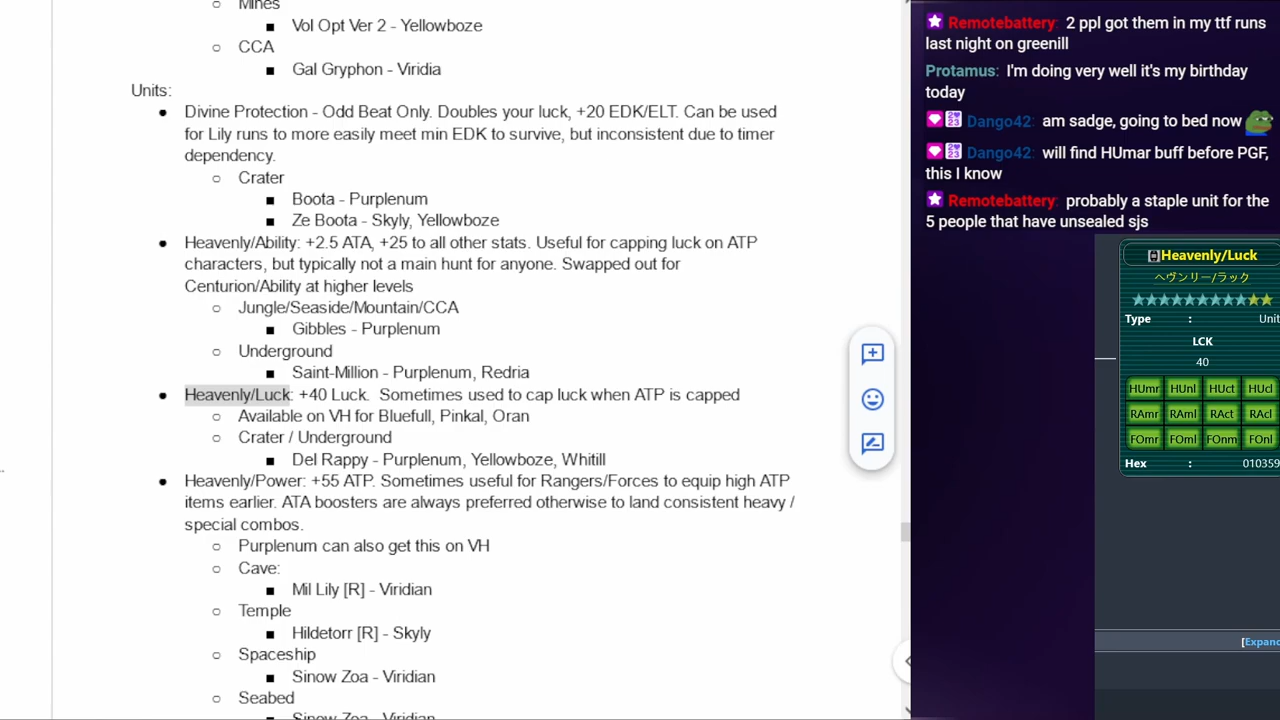 Mines
Vol Opt Ver 2 - Yellowboze
CCA
Gal Gryphon - Viridia
Units:
Divine Protection - Odd Beat Only. Doubles your luck, +20 EDK/ELT. Can be used
for Lily runs to more easily meet min EDK to survive, but inconsistent due to timer
dependency.
Crater
Boota - Purplenum
Ze Boota - Skyly, Yellowboze
Heavenly/Ability: +2.5 ATA, +25 to all other stats. Useful for capping luck on ATP
characters, but typically not a main hunt for anyone. Swapped out for
Centurion/Ability at higher levels
Jungle/Seaside/Mountain/CCA
Gibbles - Purplenum
Underground
Saint-Million - Purplenum, Redria
Heavenly/Luck: +40 Luck.  Sometimes used to cap luck when ATP is capped
Available on VH for Bluefull, Pinkal, Oran
Crater / Underground
Del Rappy - Purplenum, Yellowboze, Whitill
Heavenly/Power: +55 ATP. Sometimes useful for Rangers/Forces to equip high ATP
items earlier. ATA boosters are always preferred otherwise to land consistent heavy /
special combos.
Purplenum can also get this on VH
Cave:
Mil Lily [R] - Viridian
Temple
Hildetorr [R] - Skyly
Spaceship
Sinow Zoa - Viridian
Seabed
Sinow Zoa - Viridian
Remotebattery: 2 ppl got them in my ttf runs
last night on greenill
Protamus: I'm doing very well it's my birthday
today
Dango42: am sadge, going to bed now
Dango42: will find HUmar buff before PGF,
this I know
Remotebattery: probably a staple unit for the
5 people that have unsealed sjs
Heavenly/Luck
ヘヴンリー/ラック
Type : Unit
LCK
40
HUmr HUnl HUct HUcl
RAmr RAml RAct RAcl
FOmr FOml FOnm FOnl
Hex : 010359
[Expand